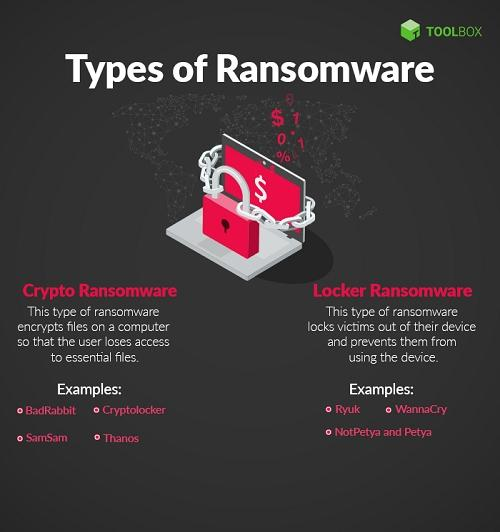 TOOLBOX
Types of Ransomware
$ 1
0 1
%
$
Crypto Ransomware
This type of ransomware
encrypts files on a computer
so that the user loses access
to essential files.
Examples:
BadRabbit
Cryptolocker
SamSam
Thanos
Locker Ransomware
This type of ransomware
locks victims out of their device
and prevents them from
using the device.
Examples:
Ryuk
WannaCry
NotPetya and Petya